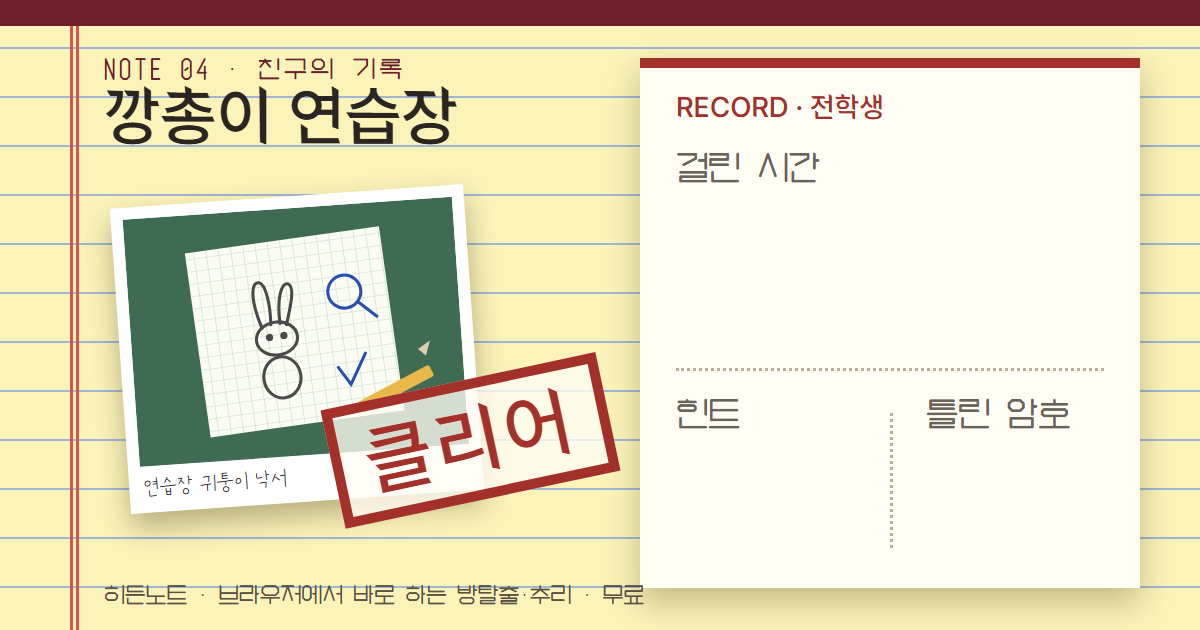 NOTE 04 · 친구의 기록
깡총이 연습장
연습장 귀퉁이 낙서
클리어
히든노트 · 브라우저에서 바로 하는 방탈출·추리 · 무료
RECORD · 전학생
걸린 시간
힌트
틀린 암호